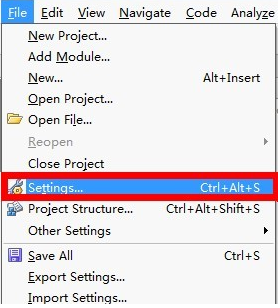 File Edit View Navigate Code Analyze
New Project...
Add Module...
New... Alt+Insert
Open Project...
Open File...
Reopen
Close Project
Settings... Ctrl+Alt+S
Project Structure... Ctrl+Alt+Shift+S
Other Settings
Save All Ctrl+S
Export Settings...
Import Settings...